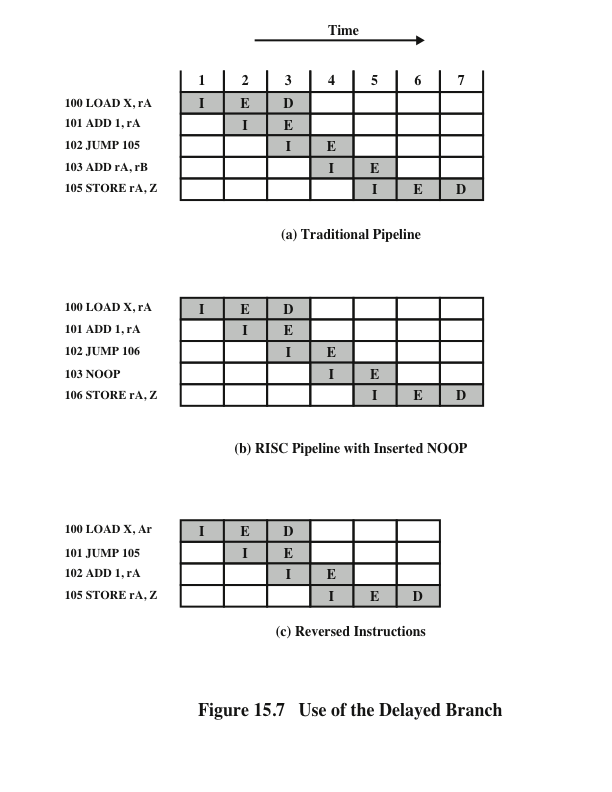 Time
1 2 3 4 5 6 7
100 LOAD X, rA I E D
101 ADD 1, rA I E
102 JUMP 105 I E
103 ADD rA, rB I E
105 STORE rA, Z I E D
(a) Traditional Pipeline
100 LOAD X, rA I E D
101 ADD 1, rA I E
102 JUMP 106 I E
103 NOOP I E
106 STORE rA, Z I E D
(b) RISC Pipeline with Inserted NOOP
100 LOAD X, Ar I E D
101 JUMP 105 I E
102 ADD 1, rA I E
105 STORE rA, Z I E D
(c) Reversed Instructions
Figure 15.7 Use of the Delayed Branch